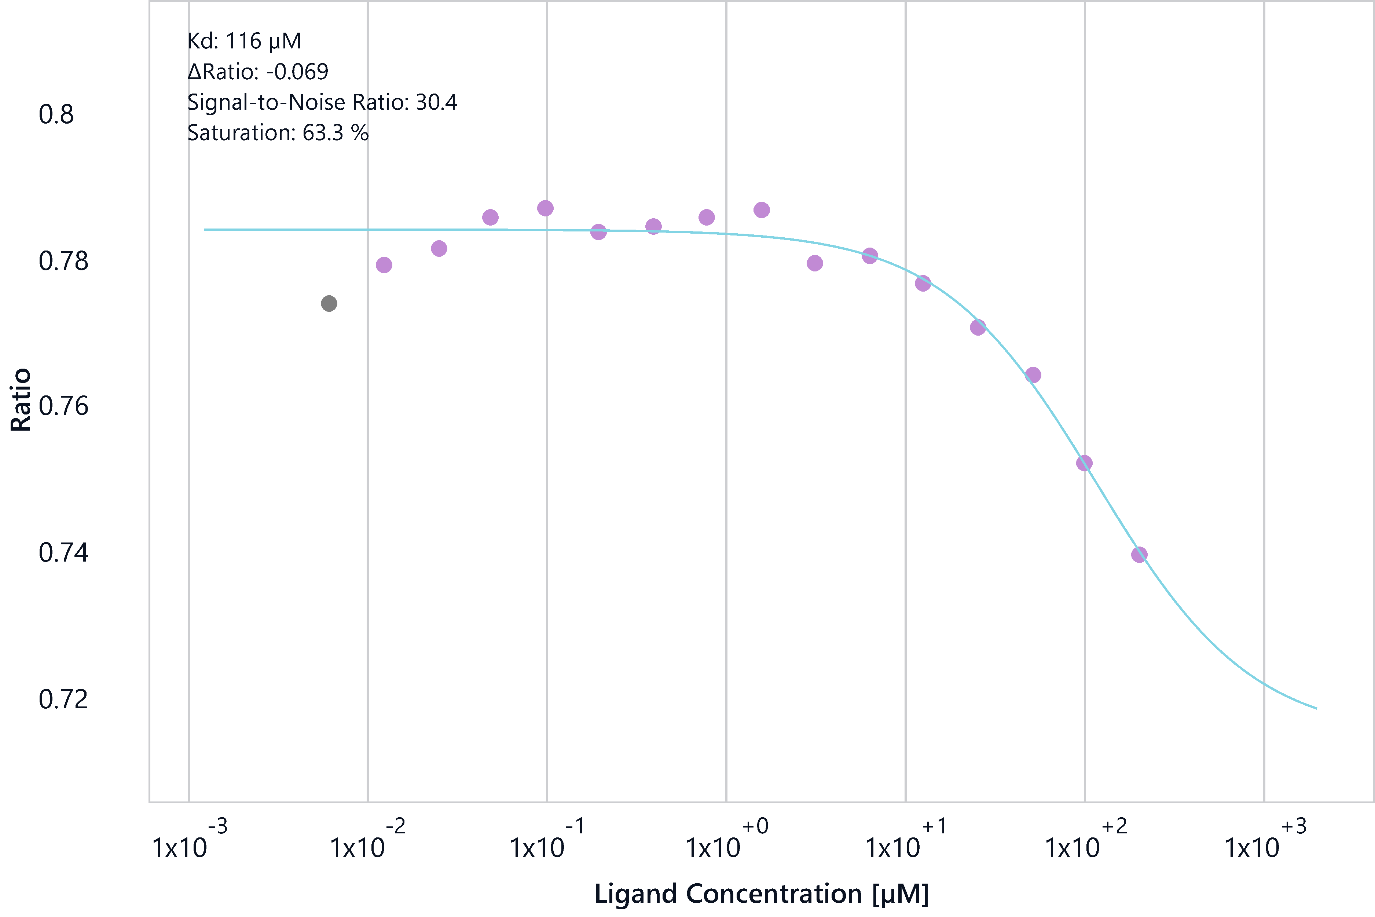 Kd: 116 µM
ΔRatio: -0.069
Signal-to-Noise Ratio: 30.4
Saturation: 63.3 %
0.8
0.78
0.76
0.74
0.72
Ratio
1x10-3
1x10-2
1x10-1
1x10+0
1x10+1
1x10+2
1x10+3
Ligand Concentration [µM]